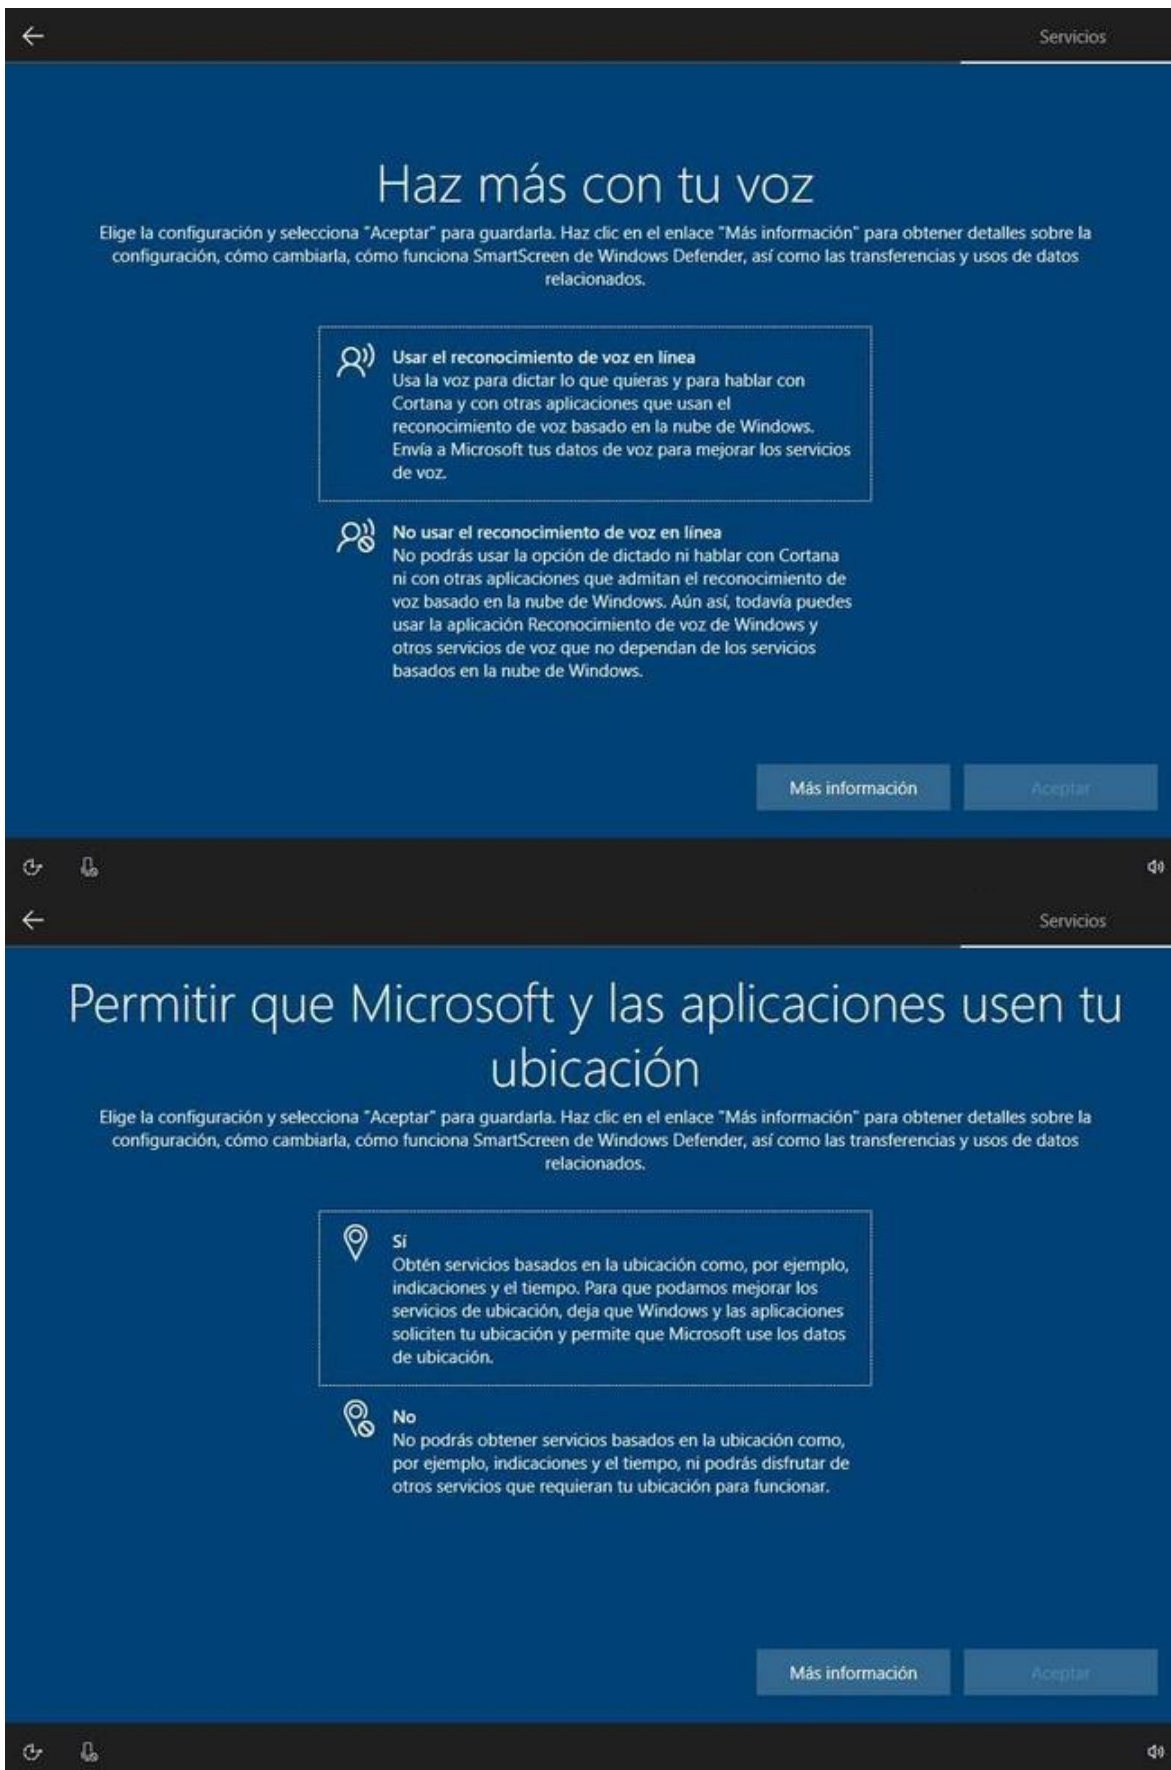 Servicios
Haz más con tu voz
Elige la configuración y selecciona "Aceptar" para guardarla. Haz clic en el enlace "Más información" para obtener detalles sobre la
configuración, cómo cambiarla, cómo funciona SmartScreen de Windows Defender, así como las transferencias y usos de datos
relacionados.
Usar el reconocimiento de voz en línea
Usa la voz para dictar lo que quieras y para hablar con
Cortana y con otras aplicaciones que usan el
reconocimiento de voz basado en la nube de Windows.
Envía a Microsoft tus datos de voz para mejorar los servicios
de voz.
No usar el reconocimiento de voz en línea
No podrás usar la opción de dictado ni hablar con Cortana
ni con otras aplicaciones que admitan el reconocimiento de
voz basado en la nube de Windows. Aún así, todavía puedes
usar la aplicación Reconocimiento de voz de Windows y
otros servicios de voz que no dependan de los servicios
basados en la nube de Windows.
Más información
Aceptar
Servicios
Permitir que Microsoft y las aplicaciones usen tu
ubicación
Elige la configuración y selecciona "Aceptar" para guardarla. Haz clic en el enlace "Más información" para obtener detalles sobre la
configuración, cómo cambiarla, cómo funciona SmartScreen de Windows Defender, así como las transferencias y usos de datos
relacionados.
Sí
Obtén servicios basados en la ubicación como, por ejemplo,
indicaciones y el tiempo. Para que podamos mejorar los
servicios de ubicación, deja que Windows y las aplicaciones
soliciten tu ubicación y permite que Microsoft use los datos
de ubicación.
No
No podrás obtener servicios basados en la ubicación como,
por ejemplo, indicaciones y el tiempo, ni podrás disfrutar de
otros servicios que requieran tu ubicación para funcionar.
Más información
Aceptar